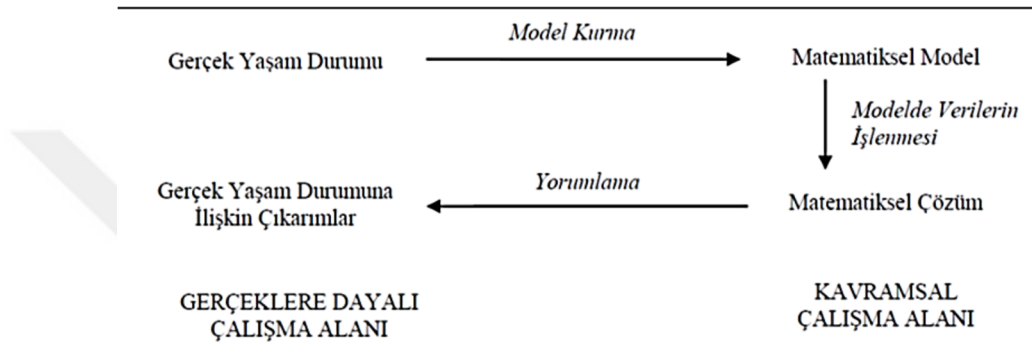 Model Kurma
Gerçek Yaşam Durumu
Matematiksel Model
Modelde Verilerin
İşlenmesi
Gerçek Yaşam Durumuna
İlişkin Çıkarımlar
Yorumlama
Matematiksel Çözüm
GERÇEKLERE DAYALI
ÇALIŞMA ALANI
KAVRAMSAL
ÇALIŞMA ALANI